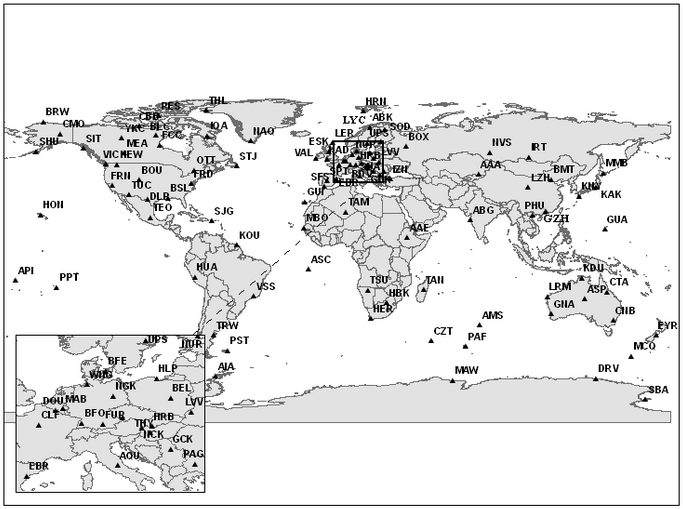 THL
HRN
RES
BRW
CBD
LYC
ABK
CMO
YKC
BLC
IQA
NAQ
LER
UPS
SOD
SHU
SIT
FCC
ESK
BOX
MEA
HAD
NVS
IRT
VIC
NEW
OTT
STJ
VAL
LVV
AAA
MMB
BOU
FRD
SPT
IZN
BMT
FRN
TUC
BSL
SFS
EBR
LZH
KNY
KAK
DLR
GUI
TEO
SJG
TAM
PHU
GZH
HON
MBO
ABG
GUA
KOU
AAE
API
PPT
HUA
ASC
KDU
VSS
TSU
TAN
LRM
CTA
HBK
ASP
HER
GNA
CNB
TRW
AMS
EYR
PST
CZT
PAF
MCQ
AIA
MAW
DRV
SBA
UPS
HUR
BFE
WNG
HLP
NGK
BEL
DOU
MAB
LVV
CLF
BFO
FUR
HRB
THY
NCK
GCK
AQU
PAG
EBR